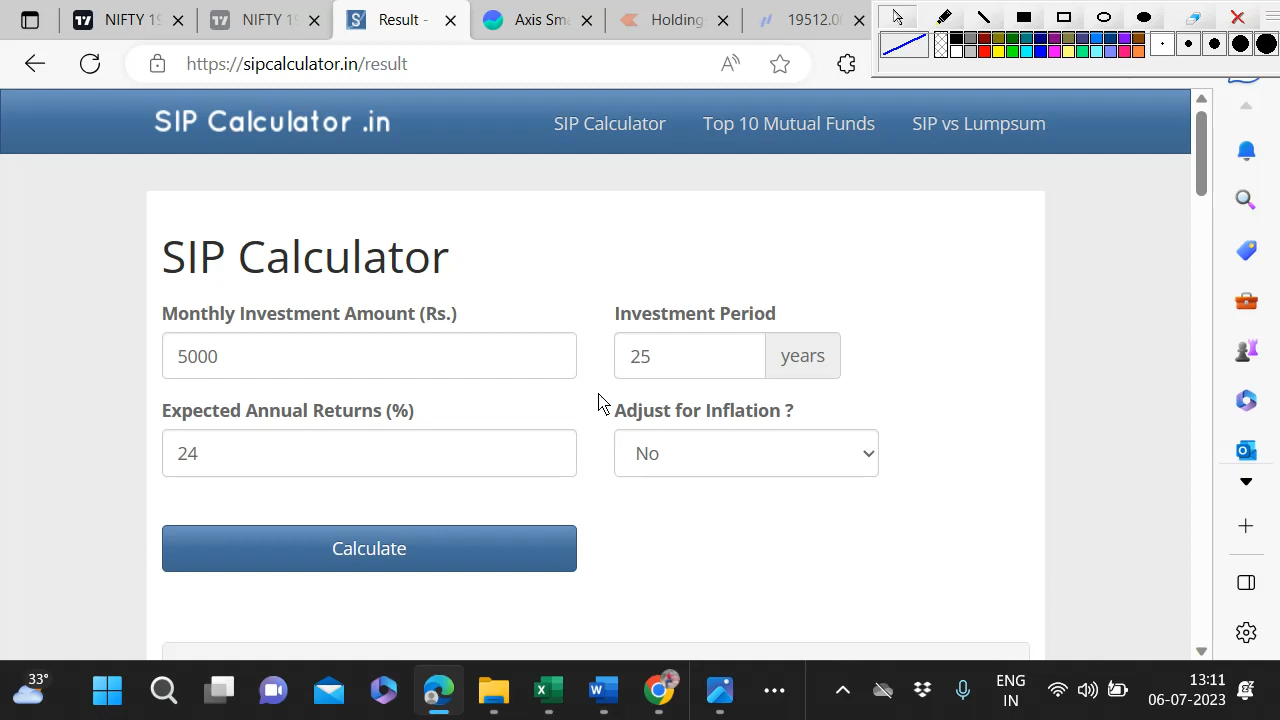 NIFTY 19
NIFTY 19
Result -
Axis Sma
Holding
19512.0
https://sipcalculator.in/result
SIP Calculator .in
SIP Calculator
Top 10 Mutual Funds
SIP vs Lumpsum
SIP Calculator
Monthly Investment Amount (Rs.)
Investment Period
5000
25
years
Expected Annual Returns (%)
Adjust for Inflation ?
24
No
Calculate
33°
ENG
IN
13:11
06-07-2023